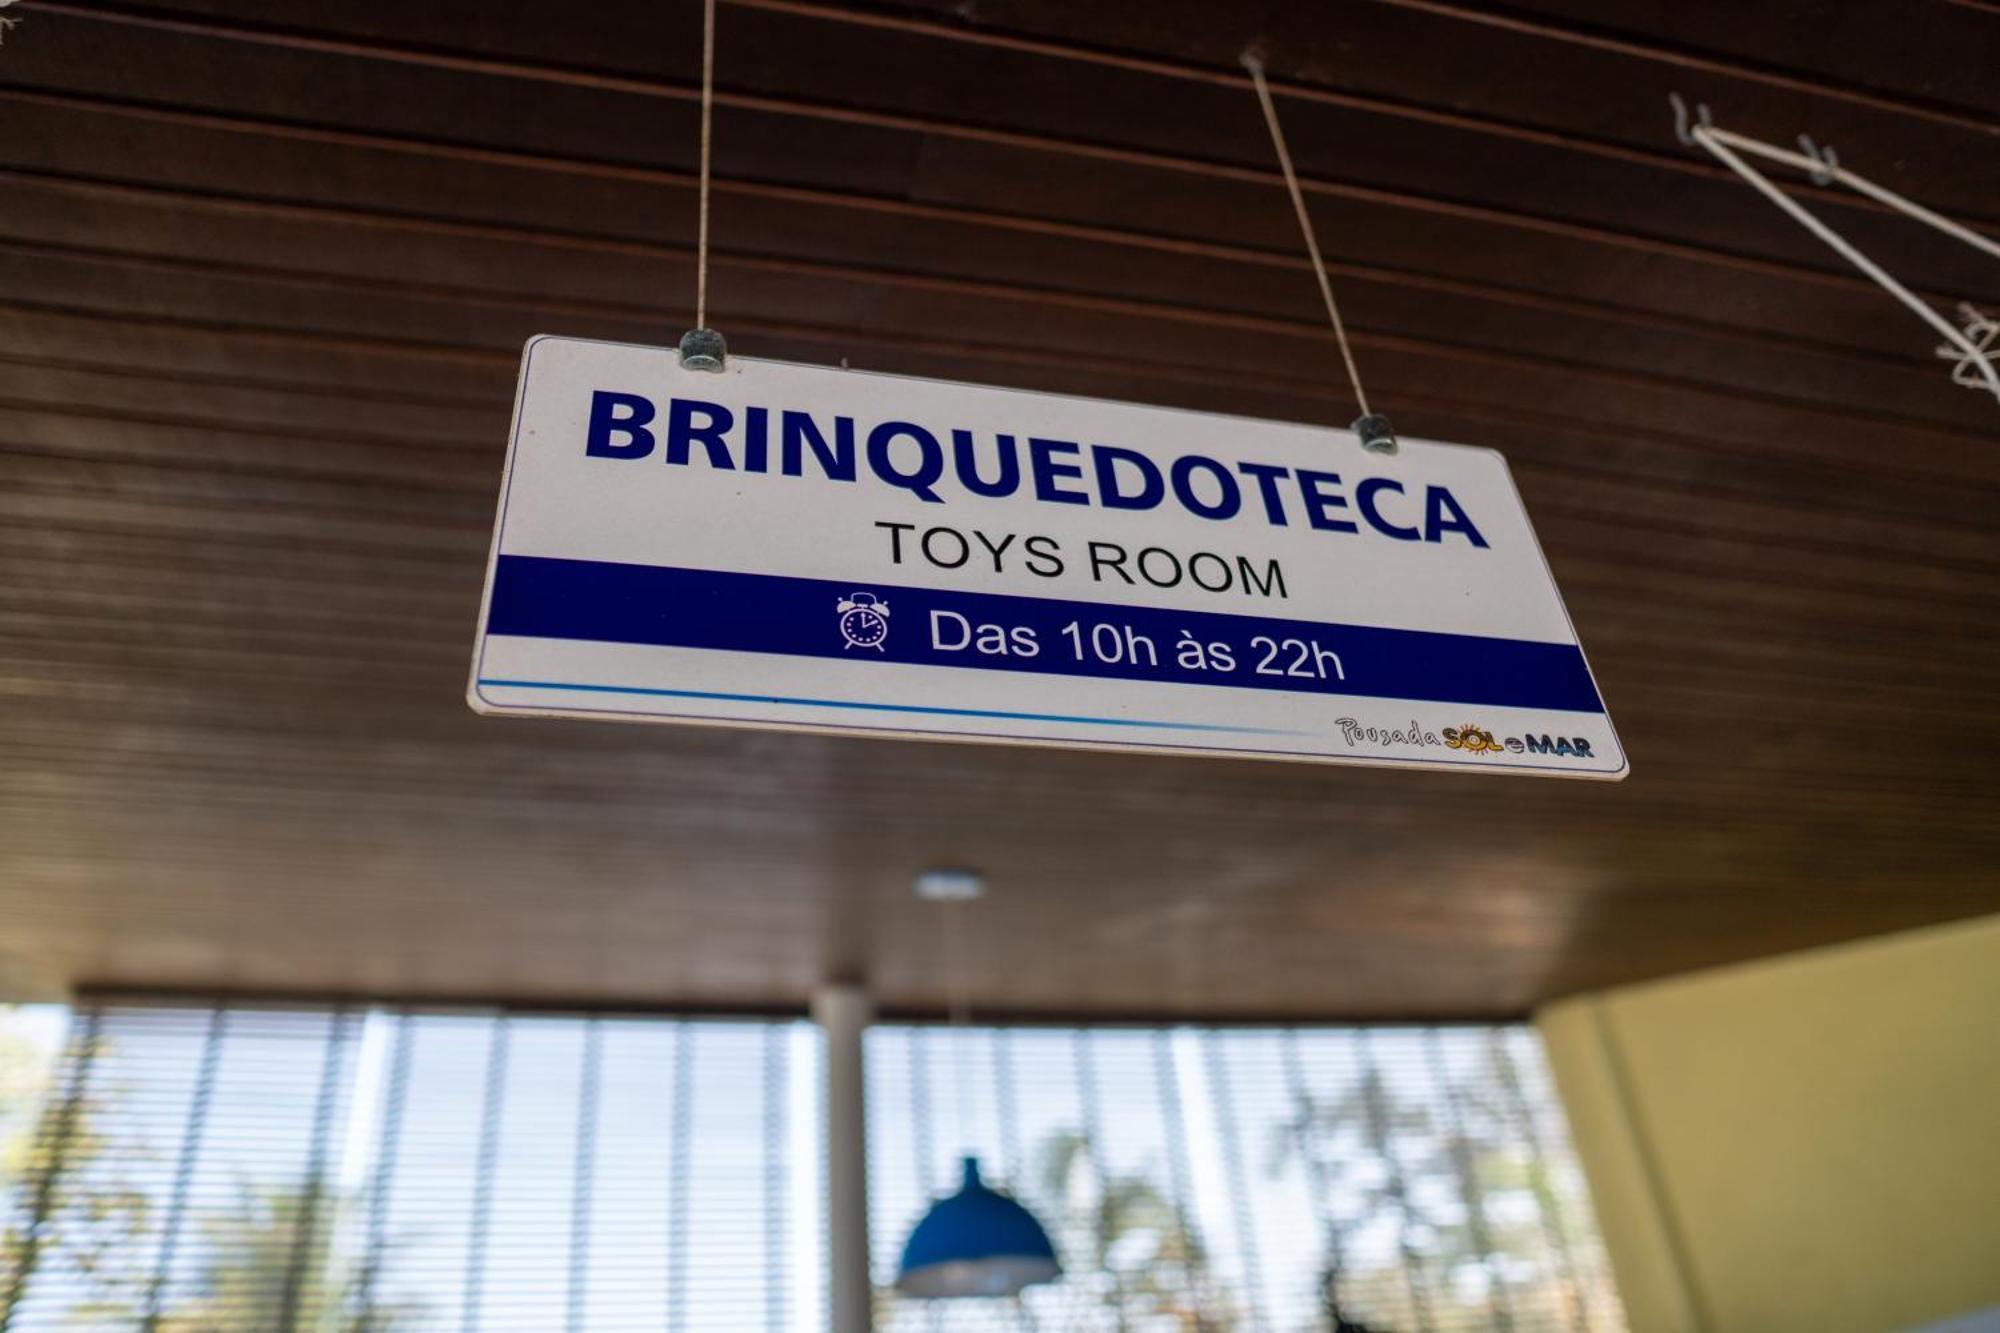 BRINQUEDOTECA
TOYS ROOM
Das 10h às 22h
Pousada SOL e MAR